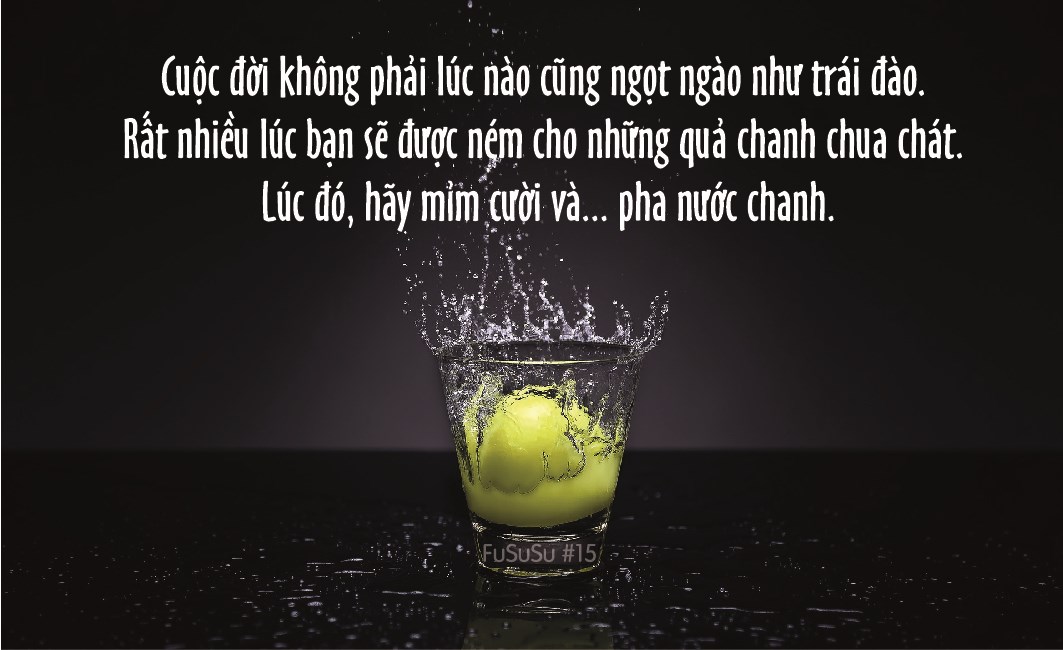 Cuộc đời không phải lúc nào cũng ngọt ngào như trái đào.
Rất nhiều lúc bạn sẽ được ném cho những quả chanh chua chát.
Lúc đó, hãy mỉm cười và... pha nước chanh.
FuSuSu #15